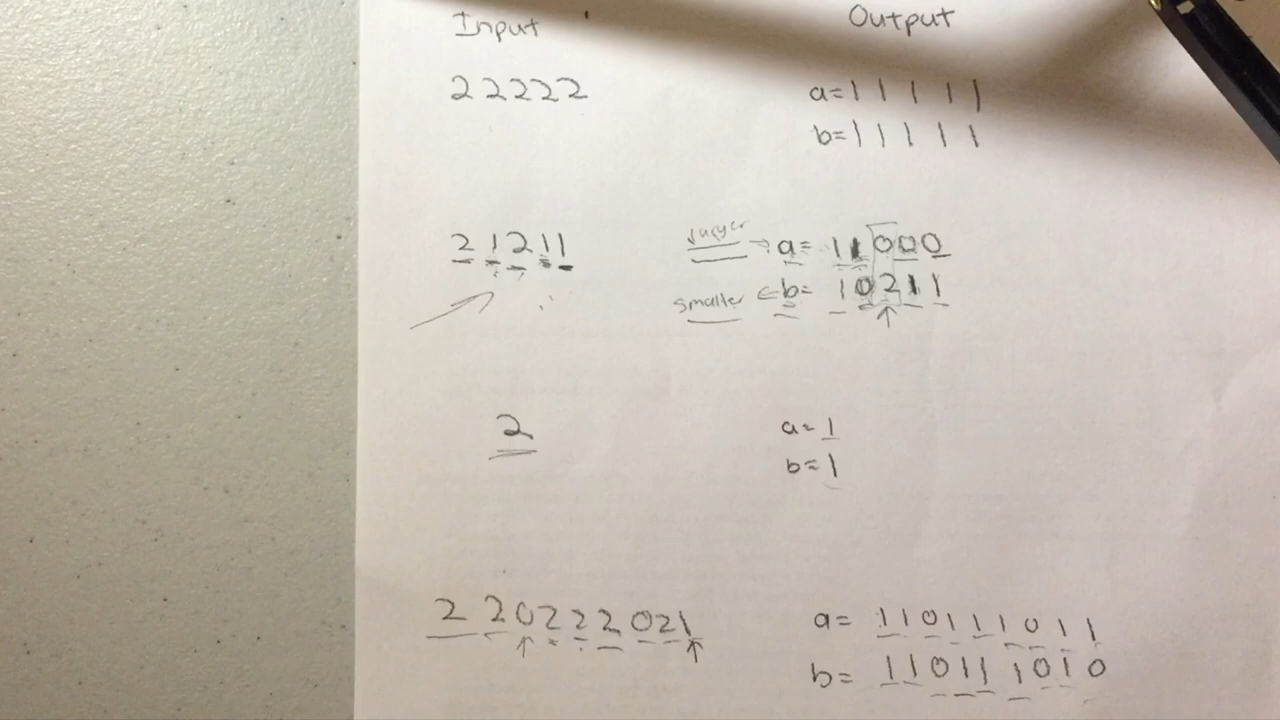 Input Output
22222 a=11111
b=11111
21211 larger → a= 11000
smaller ← b= 10211
2 a=1
b=1
220222021 a= 110111011
b= 110111010